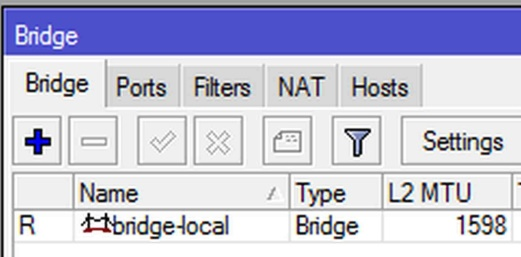 Bridge
Bridge Ports Filters NAT Hosts
Settings
Name Type L2 MTU
R bridge-local Bridge 1598